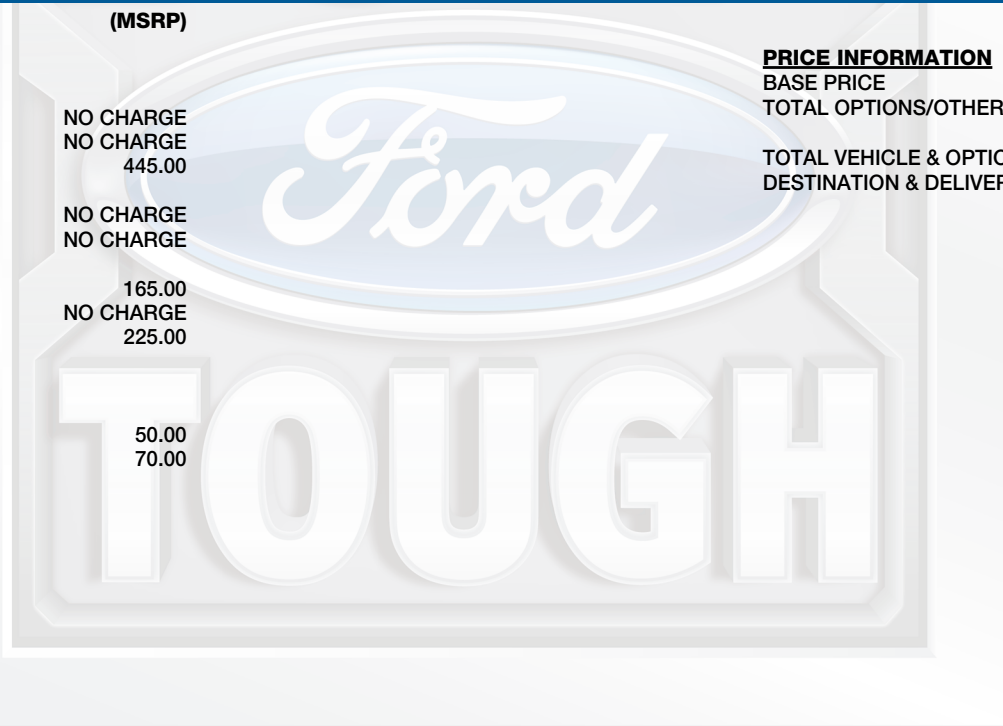 (MSRP)
NO CHARGE
NO CHARGE
445.00
NO CHARGE
NO CHARGE
165.00
NO CHARGE
225.00
50.00
70.00
PRICE INFORMATION
BASE PRICE
TOTAL OPTIONS/OTHER
TOTAL VEHICLE & OPTIO
DESTINATION & DELIVER
Ford
TOUGH